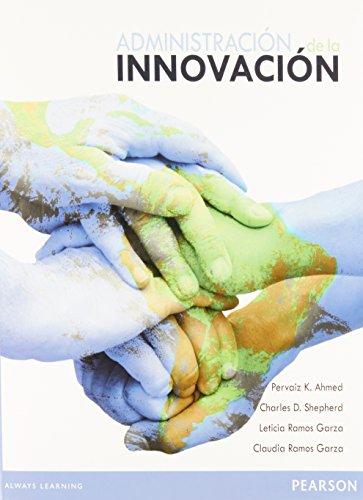 ADMINISTRACIÓN de la
INNOVACIÓN
Pervaiz K. Ahmed
Charles D. Shepherd
Leticia Ramos Garza
Claudia Ramos Garza
ALWAYS LEARNING
PEARSON